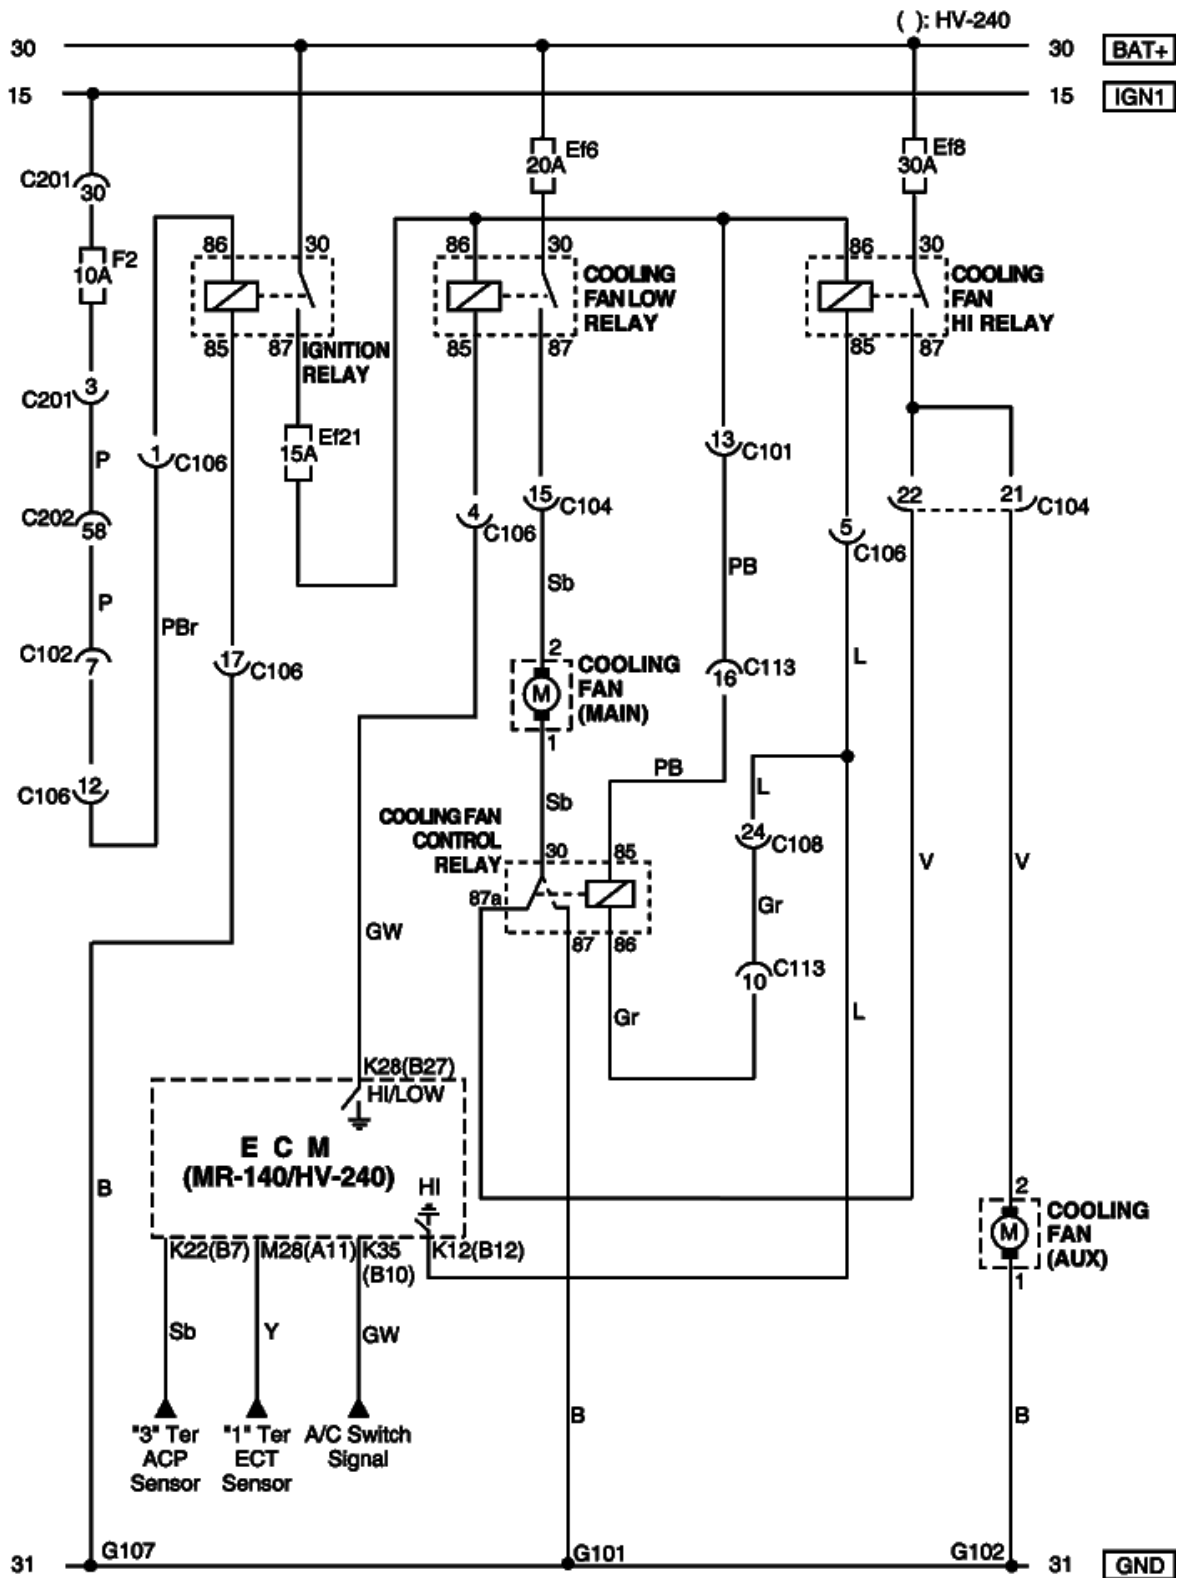 ( ): HV-240
30
30
BAT+
15
15
IGN1
Ef6
20A
Ef8
30A
C201
30
F2
10A
86
30
86
30
86
30
COOLING
FAN LOW
RELAY
COOLING
FAN
HI RELAY
85
87
85
87
85
87
IGNITION
RELAY
3
C201
Ef21
15A
P
1
C106
13
C101
15
C104
22
21
C104
C202
58
4
C106
5
C106
P
PBr
Sb
PB
C102
7
17
C106
2
COOLING
FAN
(MAIN)
M
1
C113
16
L
12
C106
PB
L
Sb
COOLING FAN
CONTROL
RELAY
24
C108
30
85
87a
87
86
V
V
Gr
GW
C113
10
Gr
L
K28(B27)
HI/LOW
E C M
(MR-140/HV-240)
HI
B
K22(B7)
M28(A11)
K35
(B10)
K12(B12)
2
COOLING
FAN
(AUX)
M
1
Sb
Y
GW
"3" Ter
ACP
Sensor
"1" Ter
ECT
Sensor
A/C Switch
Signal
B
B
31
G107
G101
G102
31
GND